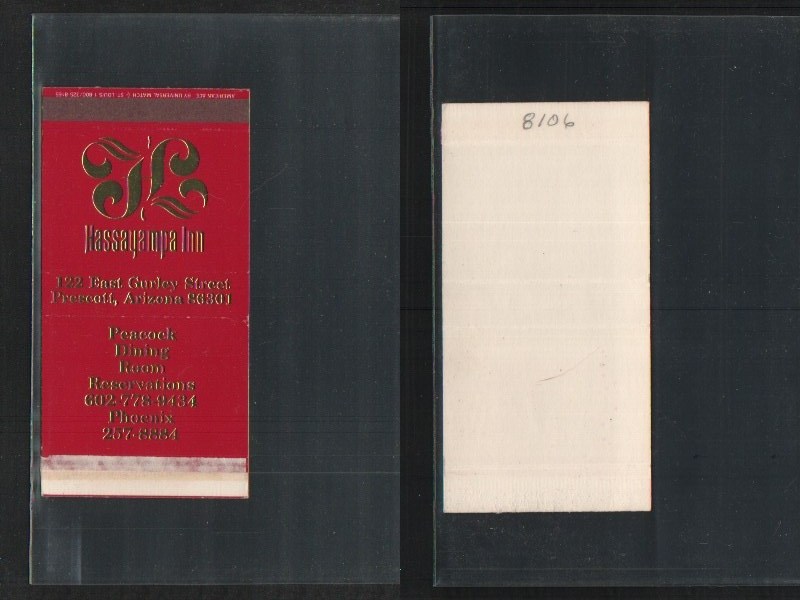 Hassayampa Inn
122 East Gurley Street
Prescott, Arizona 86301
Peacock
Dining
Room
Reservations
602-778-9434
Phoenix
257-8884
8106